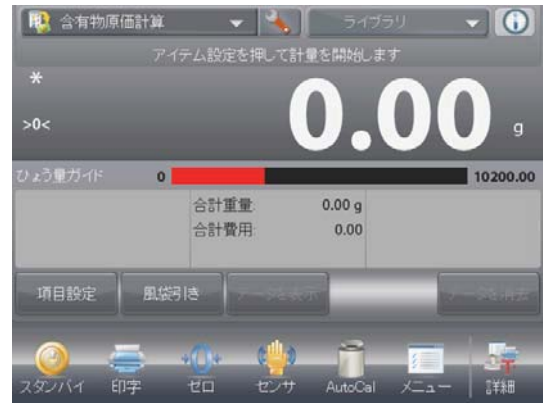 含有物原価計算 ライブラリ
アイテム設定を押して計量を開始します
*
>0< 0.00 g
ひょう量ガイド 0 10200.00
合計重量: 0.00 g
合計費用: 0.00
項目設定 風袋引き データを表示 データを消去
スタンバイ 印字 ゼロ センサ AutoCal メニュー 詳細